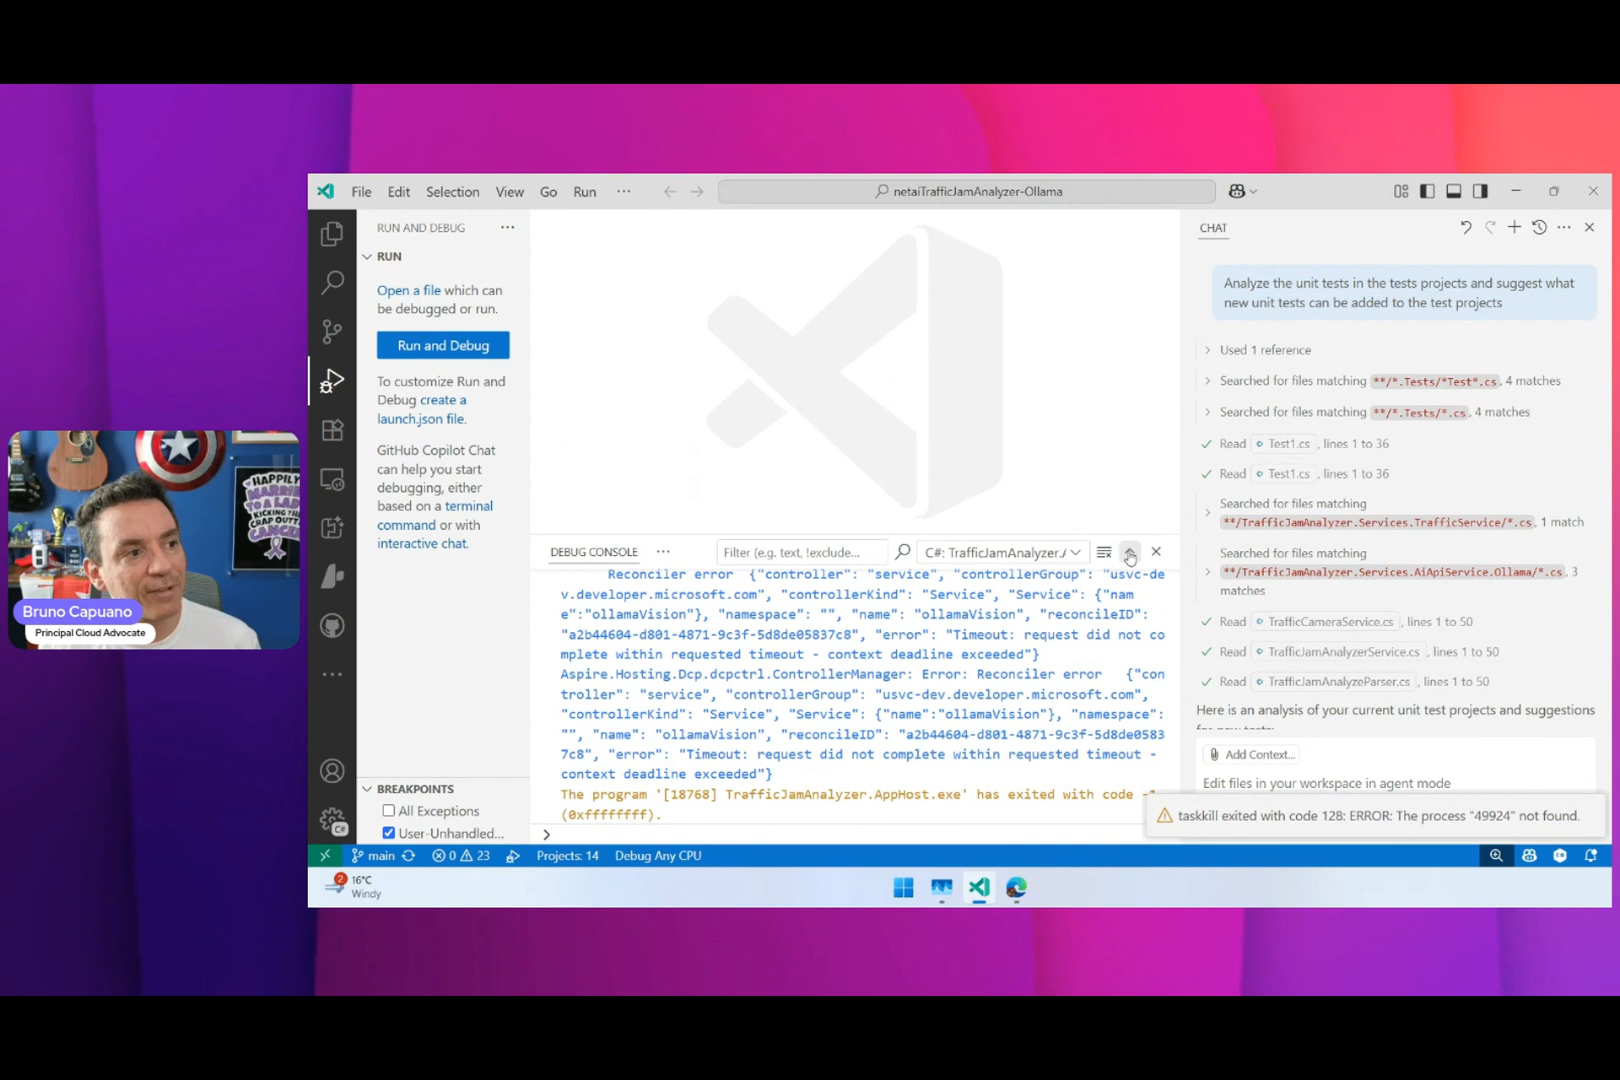 File Edit Selection View Go Run ···
netaiTrafficJamAnalyzer-Ollama
RUN AND DEBUG ···
RUN
Open a file which can
be debugged or run.
Run and Debug
To customize Run and
Debug create a
launch.json file.
GitHub Copilot Chat
can help you start
debugging, either
based on a terminal
command or with
interactive chat.
BREAKPOINTS
All Exceptions
User-Unhandled...
DEBUG CONSOLE ···
Filter (e.g. text, !exclude...
C#: TrafficJamAnalyzer./
Reconciler error {"controller": "service", "controllerGroup": "usvc-de
v.developer.microsoft.com", "controllerKind": "Service", "Service": {"nam
e":"ollamaVision"}, "namespace": "", "name": "ollamaVision", "reconcileID":
"a2b44604-d801-4871-9c3f-5d8de05837c8", "error": "Timeout: request did not co
mplete within requested timeout - context deadline exceeded"}
Aspire.Hosting.Dcp.dcpctrl.ControllerManager: Error: Reconciler error {"con
troller": "service", "controllerGroup": "usvc-dev.developer.microsoft.com",
"controllerKind": "Service", "Service": {"name":"ollamaVision"}, "namespace":
"", "name": "ollamaVision", "reconcileID": "a2b44604-d801-4871-9c3f-5d8de0583
7c8", "error": "Timeout: request did not complete within requested timeout -
context deadline exceeded"}
The program '[18768] TrafficJamAnalyzer.AppHost.exe' has exited with code -1
(0xffffffff).
CHAT
Analyze the unit tests in the tests projects and suggest what
new unit tests can be added to the test projects
Used 1 reference
Searched for files matching **/*.Tests/*Test*.cs, 4 matches
Searched for files matching **/*.Tests/*.cs, 4 matches
Read Test1.cs, lines 1 to 36
Read Test1.cs, lines 1 to 36
Searched for files matching
**/TrafficJamAnalyzer.Services.TrafficService/*.cs, 1 match
Searched for files matching
**/TrafficJamAnalyzer.Services.AiApiService.Ollama/*.cs, 3
matches
Read TrafficCameraService.cs, lines 1 to 50
Read TrafficJamAnalyzerService.cs, lines 1 to 50
Read TrafficJamAnalyzeParser.cs, lines 1 to 50
Here is an analysis of your current unit test projects and suggestions
for new tests:
Add Context...
Edit files in your workspace in agent mode
taskkill exited with code 128: ERROR: The process "49924" not found.
main 0 23 Projects: 14 Debug Any CPU
2 16°C
Windy
C#
HAPPILY
MARRIED
TO A LADY
KICKING THE
CRAP OUTTA
CANCER
Bruno Capuano
Principal Cloud Advocate